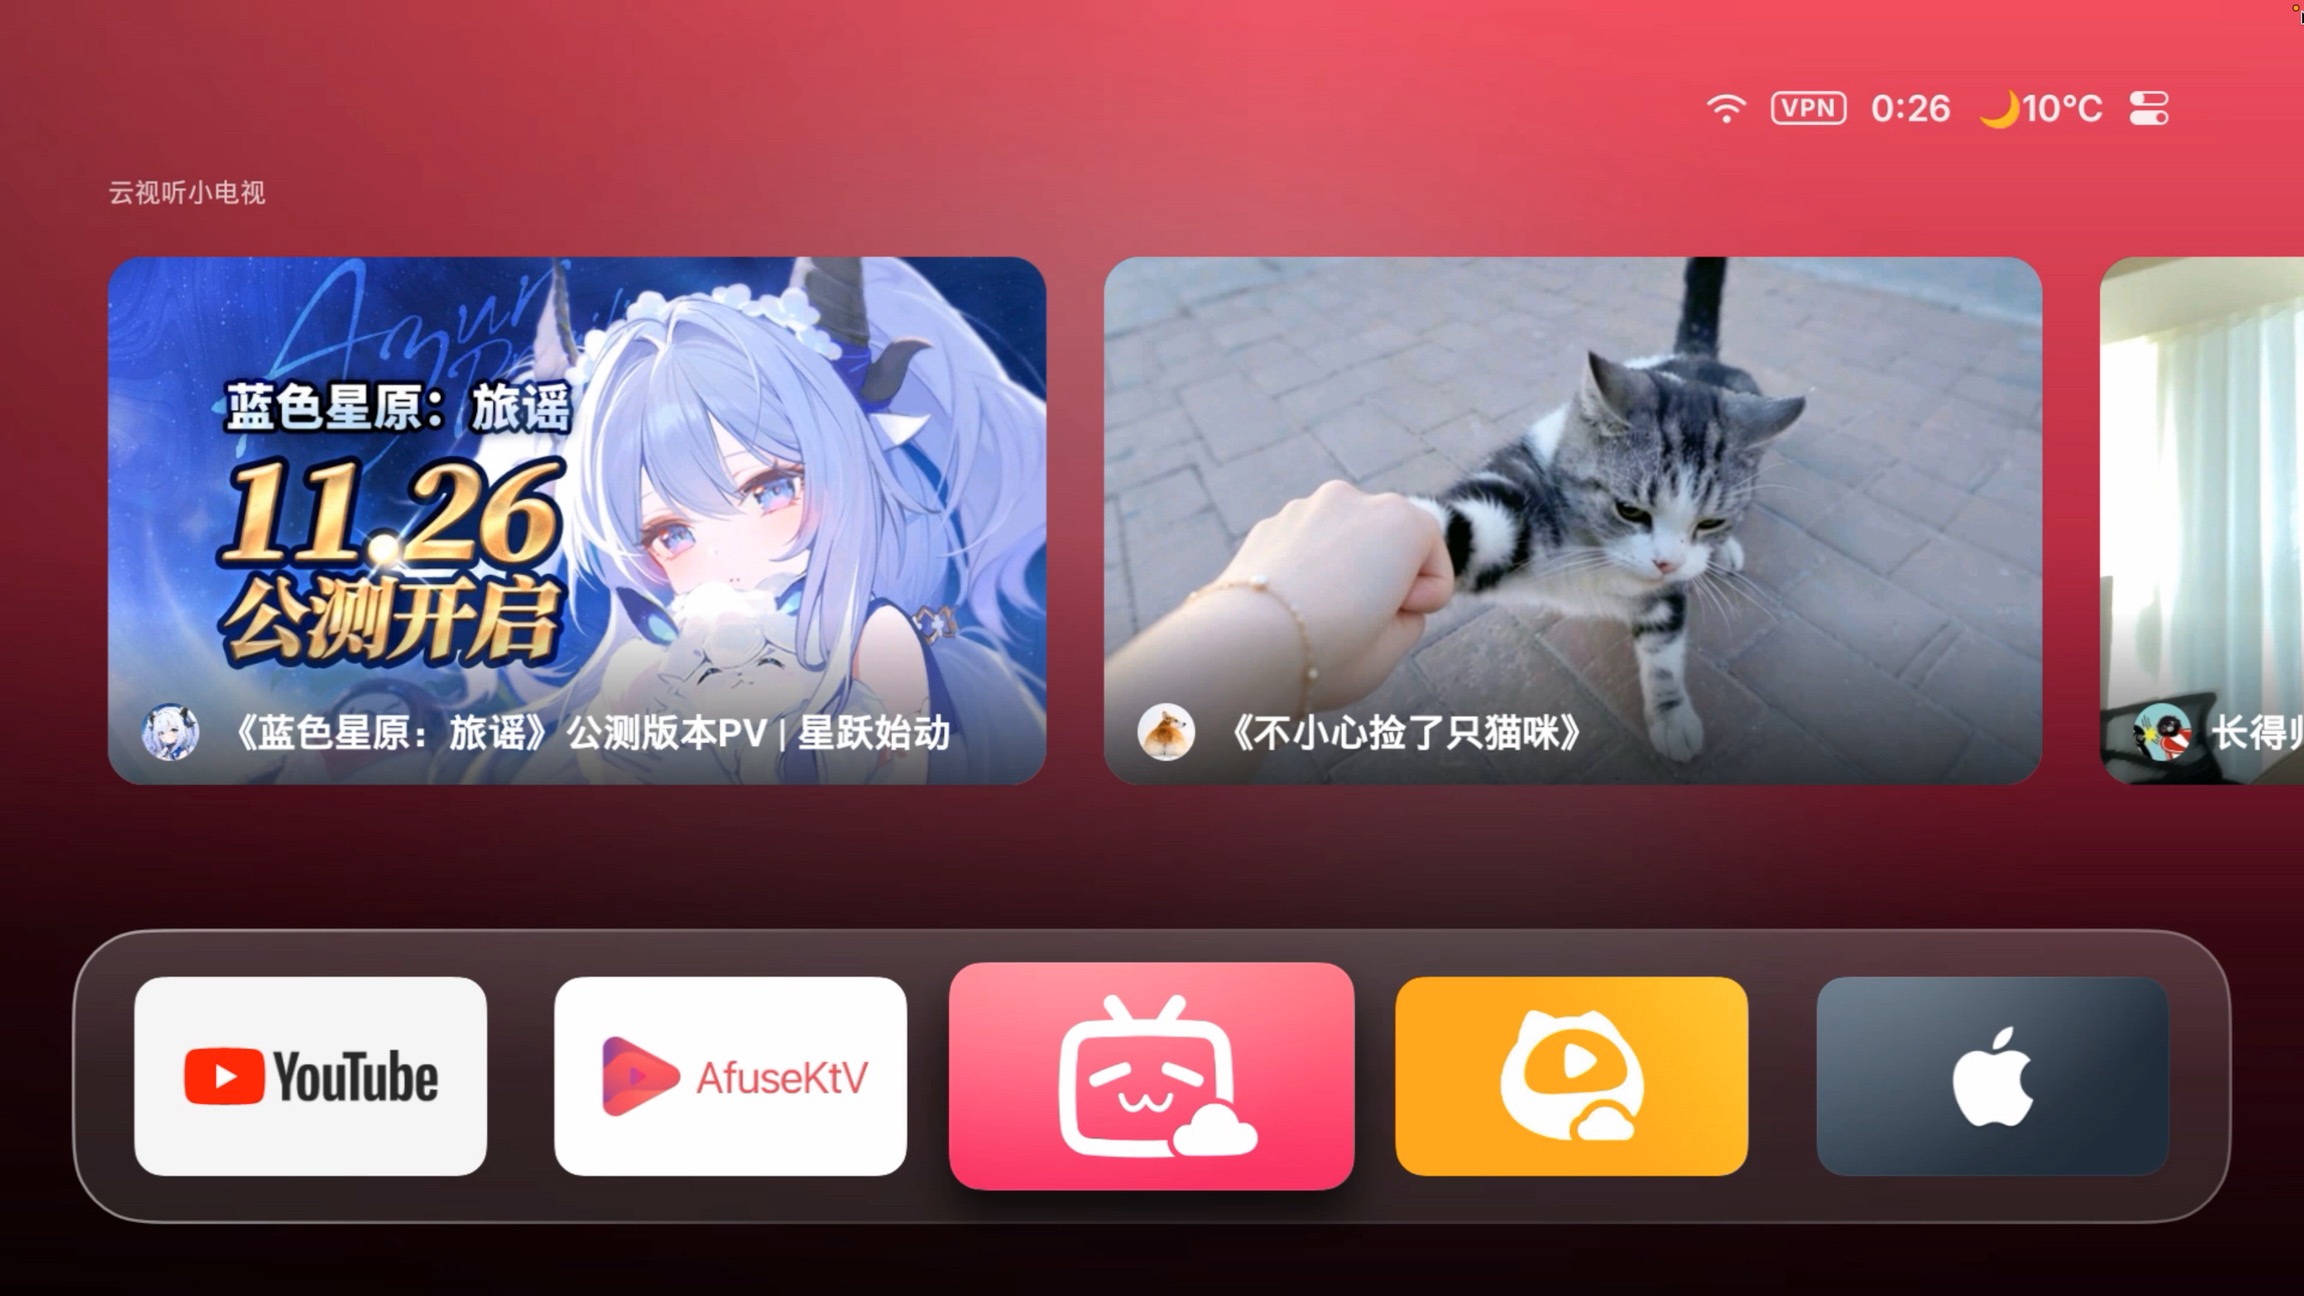 VPN 0:26 10°C
云视听小电视
Azur
蓝色星原：旅谣
11.26
公测开启
《蓝色星原：旅谣》公测版本PV | 星跃始动
《不小心捡了只猫咪》
长得
YouTube
AfuseKtV